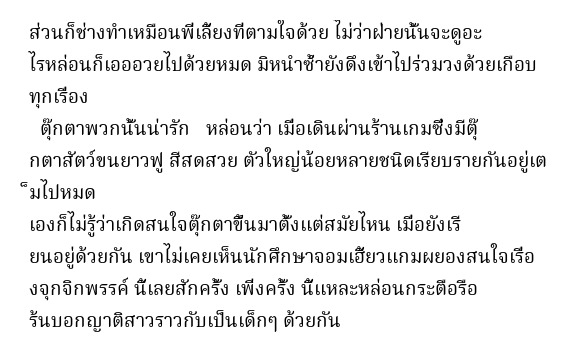 ส่วนก็ช่างทำเหมือนพี่เลี้ยงที่ตามใจด้วย ไม่ว่าฝ่ายนั้นจะดูอะ
ไรหล่อนก็เอออวยไปด้วยหมด มิหนำซ้ำยังดึงเข้าไปร่วมวงด้วยเกือบ
ทุกเรื่อง
ตุ๊กตาพวกนั้นน่ารัก หล่อนว่า เมื่อเดินผ่านร้านเกมซึ่งมีตุ๊
กตาสัตว์ขนยาวฟู สีสดสวย ตัวใหญ่น้อยหลายชนิดเรียบรายกันอยู่เต
็มไปหมด
เองก็ไม่รู้ว่าเกิดสนใจตุ๊กตาขึ้นมาตั้งแต่สมัยไหน เมื่อยังเรี
ยนอยู่ด้วยกัน เขาไม่เคยเห็นนักศึกษาจอมเฮี้ยวแกมผยองสนใจเรื่อ
งจุกจิกพรรค์ นี้เลยสักครั้ง เพิ่งครั้ง นี้แหละหล่อนกระตือรือ
ร้นบอกญาติสาวราวกับเป็นเด็กๆ ด้วยกัน